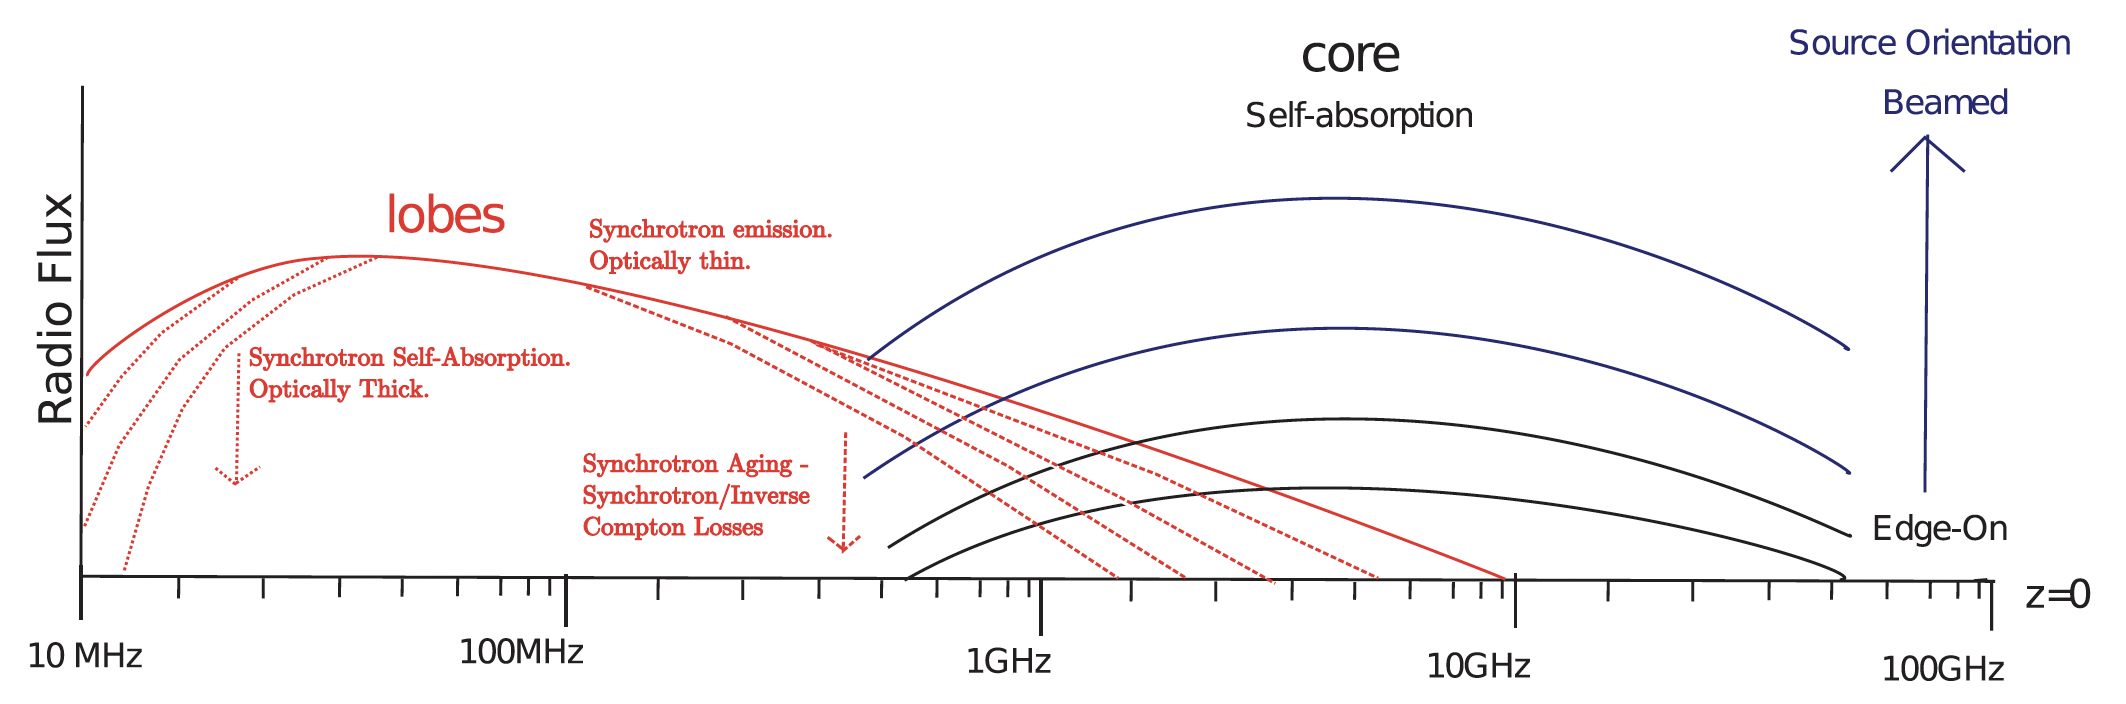 core
Self-absorption
Source Orientation
Beamed
Radio Flux
lobes
Synchrotron emission.
Optically thin.
Synchrotron Self-Absorption.
Optically Thick.
Synchrotron Aging -
Synchrotron/Inverse
Compton Losses
Edge-On
z=0
10 MHz
100MHz
1GHz
10GHz
100GHz